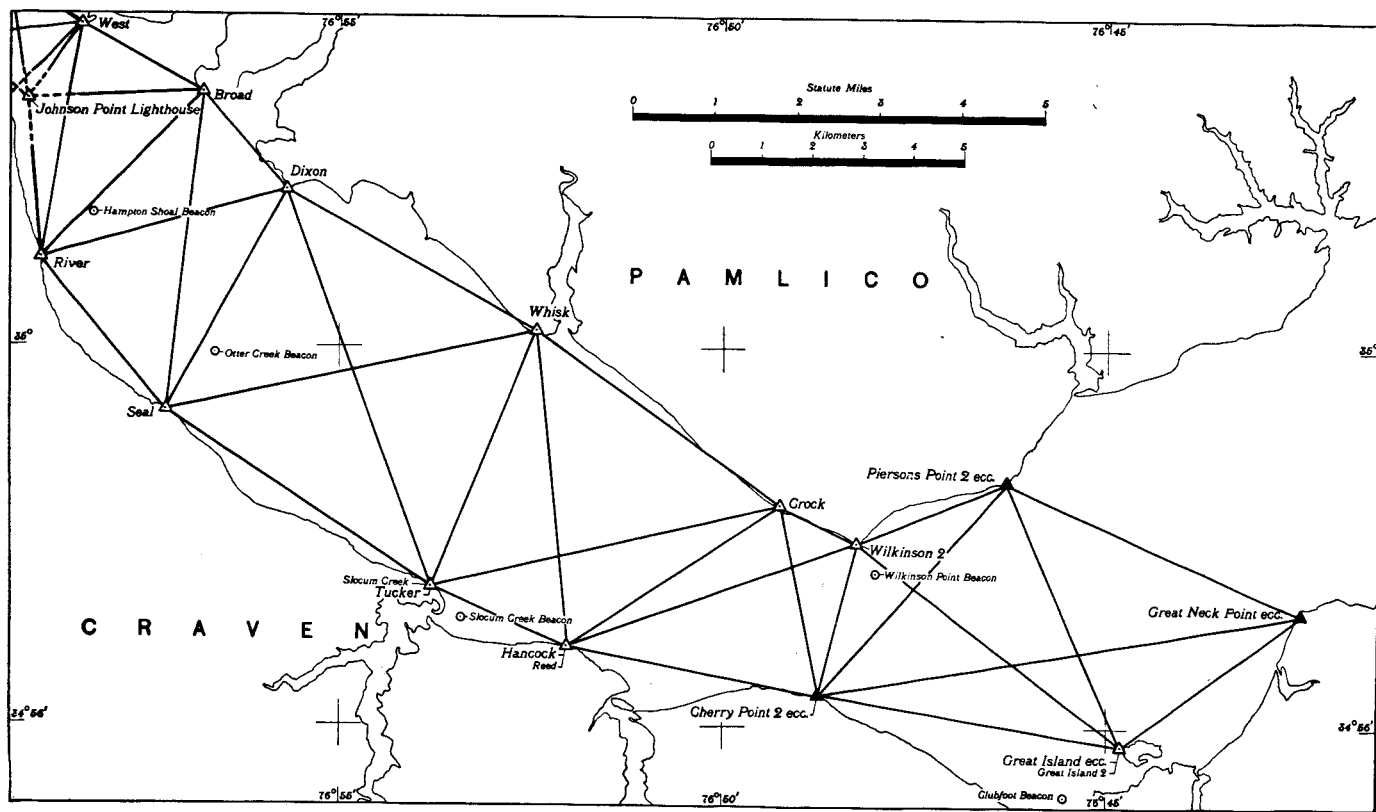 76°55'
76°50'
76°45'
West
Broad
Johnson Point Lighthouse
Statute Miles
0 1 2 3 4 5
Kilometers
0 1 2 3 4 5
Dixon
Hampton Shoal Beacon
River
PAMLICO
Whisk
35°
35°
Otter Creek Beacon
Seal
Piersons Point 2 ecc.
Grock
Wilkinson 2
Wilkinson Point Beacon
Slocum Creek
Tucker
Slocum Creek Beacon
Great Neck Point ecc.
CRAVEN
Hancock
Reed
Cherry Point 2 ecc.
34°56'
34°56'
Great Island ecc.
Great Island 2
Clubfoot Beacon
76°55'
76°50'
76°45'